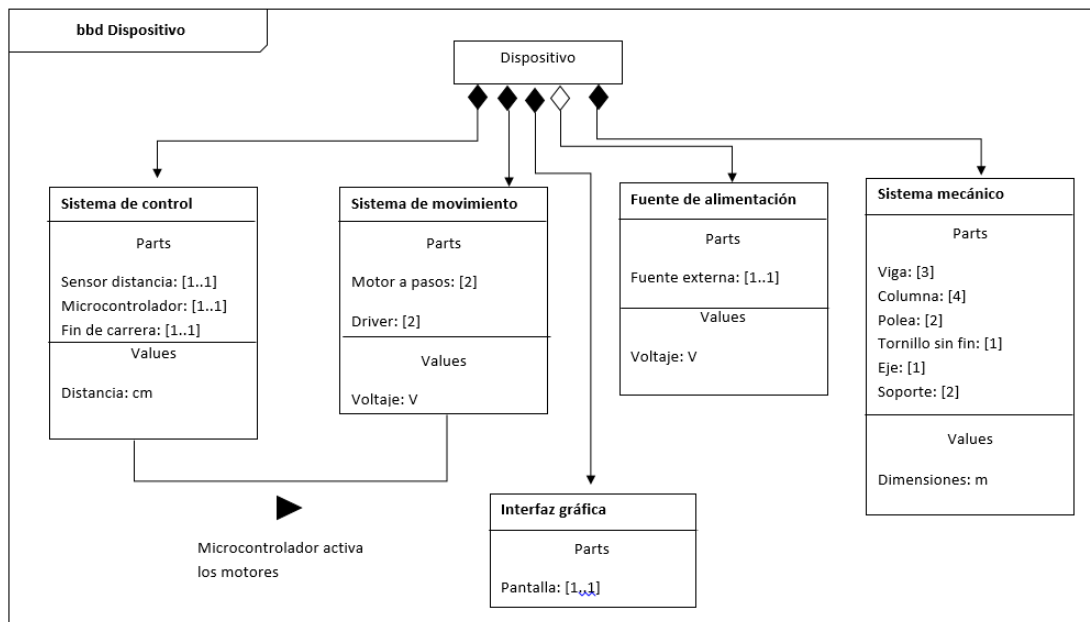 bbd Dispositivo
Dispositivo
Sistema de control
Parts
Sensor distancia: [1..1]
Microcontrolador: [1..1]
Fin de carrera: [1..1]
Values
Distancia: cm
Sistema de movimiento
Parts
Motor a pasos: [2]
Driver: [2]
Values
Voltaje: V
Fuente de alimentación
Parts
Fuente externa: [1..1]
Values
Voltaje: V
Sistema mecánico
Parts
Viga: [3]
Columna: [4]
Polea: [2]
Tornillo sin fin: [1]
Eje: [1]
Soporte: [2]
Values
Dimensiones: m
Microcontrolador activa
los motores
Interfaz gráfica
Parts
Pantalla: [1..1]